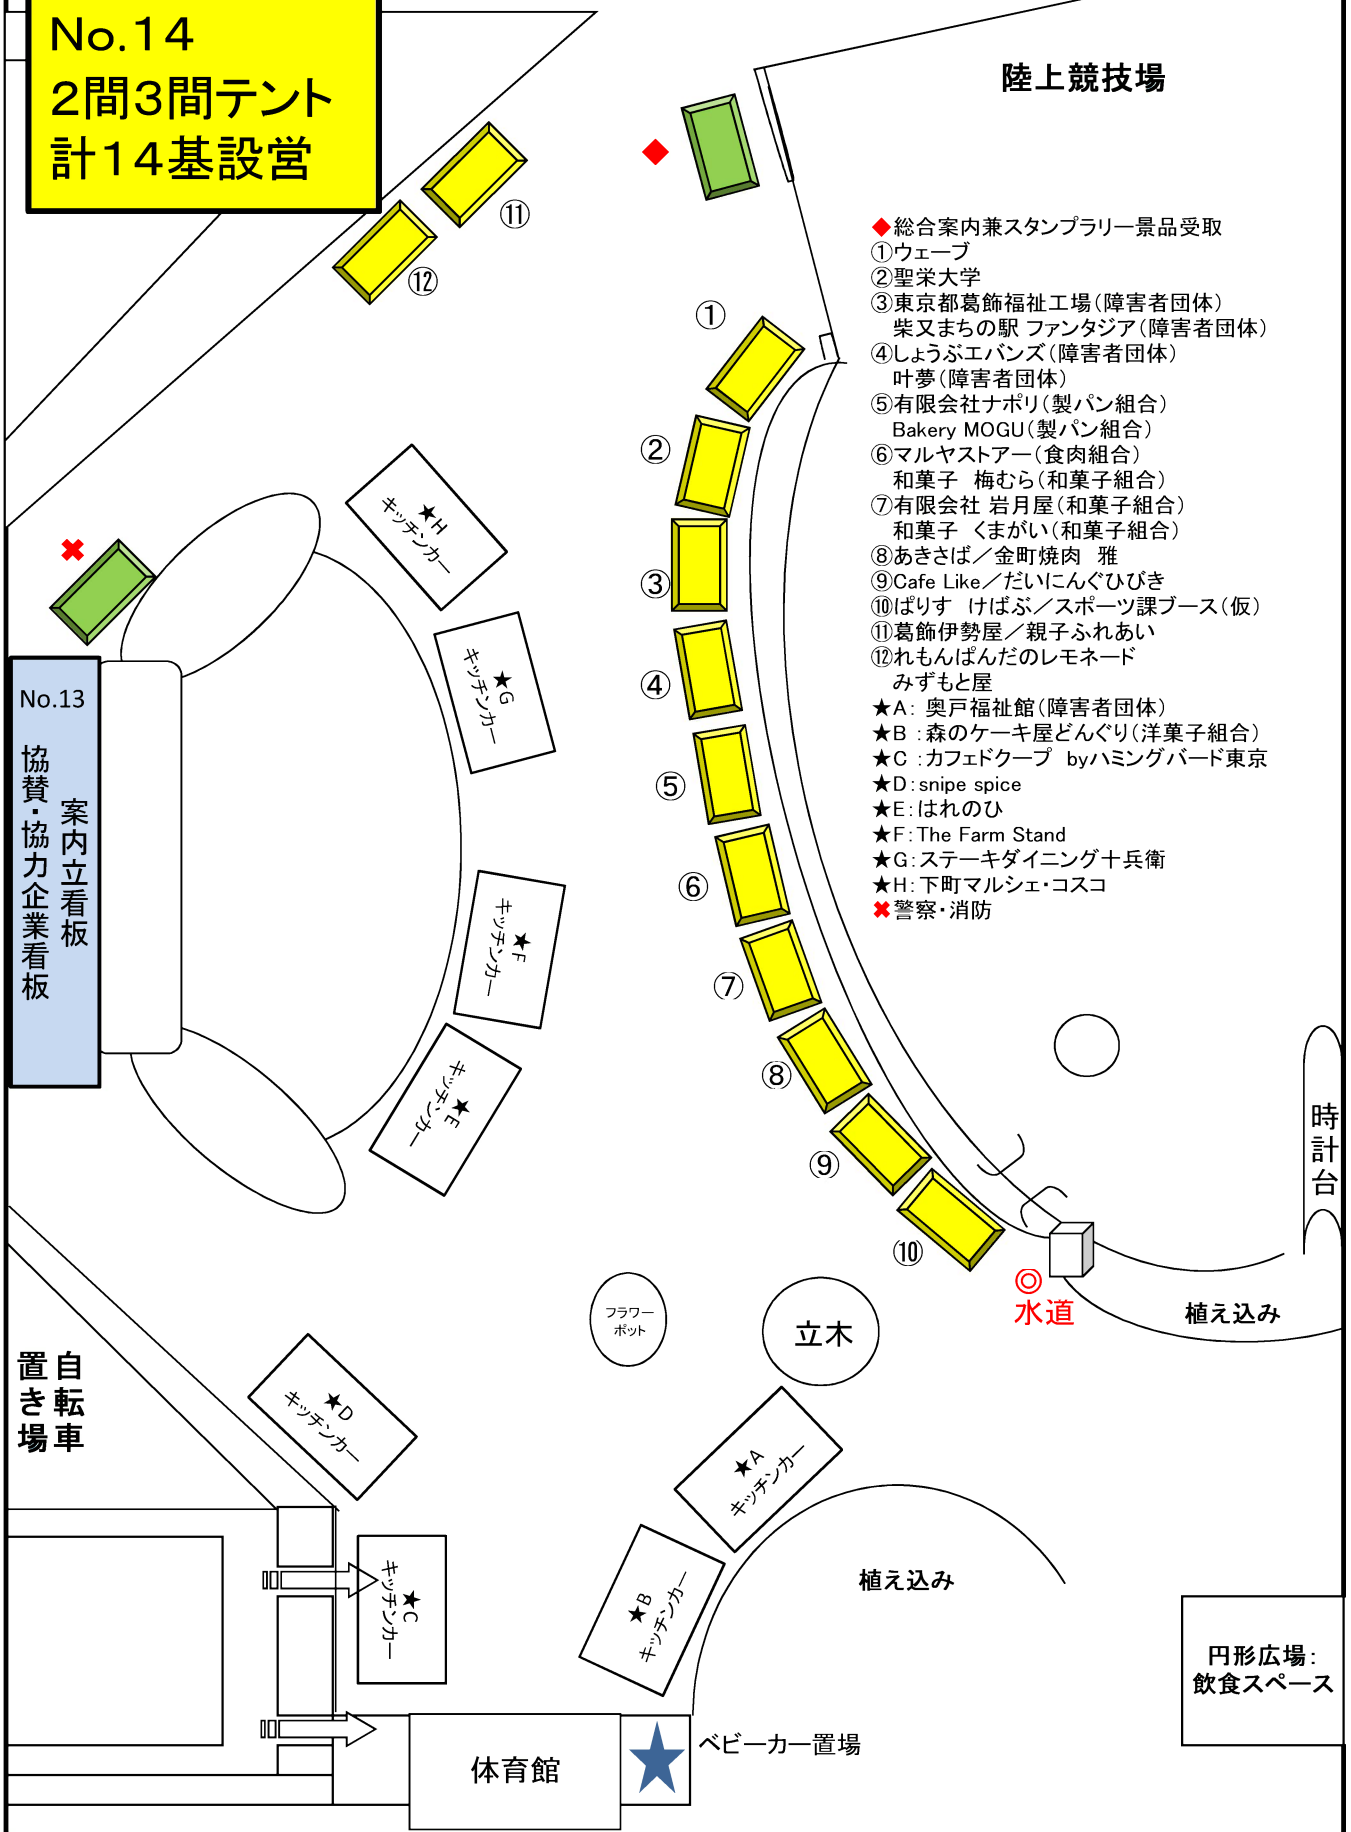 No.14
2間3間テント
計14基設営
陸上競技場
⑪
⑫
◆総合案内兼スタンプラリー景品受取
①ウェーブ
②聖栄大学
③東京都葛飾福祉工場(障害者団体)
柴又まちの駅 ファンタジア(障害者団体)
④しょうぶエバンズ(障害者団体)
叶夢(障害者団体)
⑤有限会社ナポリ(製パン組合)
Bakery MOGU(製パン組合)
⑥マルヤストアー(食肉組合)
和菓子 梅むら(和菓子組合)
⑦有限会社 岩月屋(和菓子組合)
和菓子 くまがい(和菓子組合)
⑧あきさば/金町焼肉 雅
⑨Cafe Like/だいにんぐひびき
⑩ぱりす けばぶ/スポーツ課ブース(仮)
⑪葛飾伊勢屋/親子ふれあい
⑫れもんぱんだのレモネード
みずもと屋
★A: 奥戸福祉館(障害者団体)
★B :森のケーキ屋どんぐり(洋菓子組合)
★C :カフェドクープ byハミングバード東京
★D:snipe spice
★E:はれのひ
★F:The Farm Stand
★G:ステーキダイニング十兵衛
★H:下町マルシェ・コスコ
✖警察・消防
①
②
③
④
⑤
⑥
⑦
⑧
⑨
⑩
★H
キッチンカー
★G
キッチンカー
★F
キッチンカー
★E
キッチンカー
No.13
案内立看板
協賛・協力企業看板
時計台
◎
水道
植え込み
フラワー
ポット
立木
自転車
置き場
★D
キッチンカー
★A
キッチンカー
★B
キッチンカー
★C
キッチンカー
植え込み
円形広場:
飲食スペース
体育館
ベビーカー置場